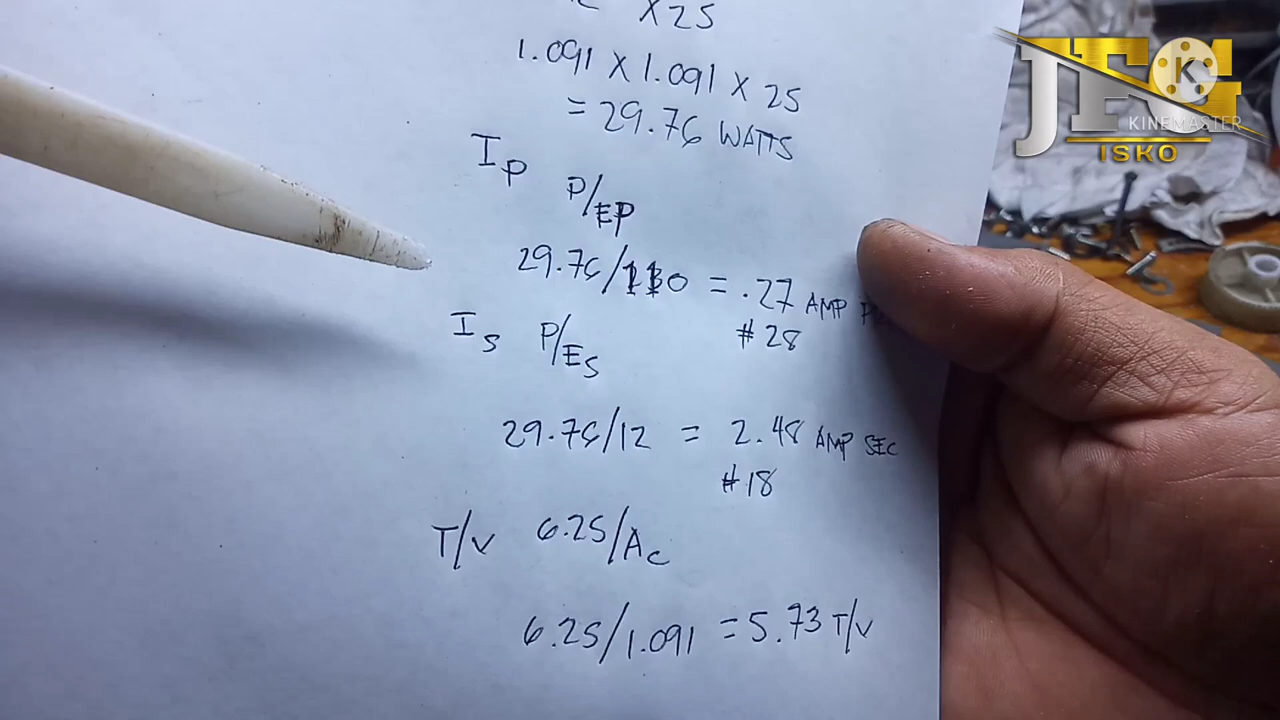 X 25
1.091 X 1.091 X 25
= 29.76 WATTS
Ip P/EP
29.76/110 = .27 AMP
#28
Is P/Es
29.76/12 = 2.48 AMP SEC
#18
T/V 6.25/Ac
6.25/1.091 = 5.73 T/V
JFG
K
KINEMASTER
ISKO